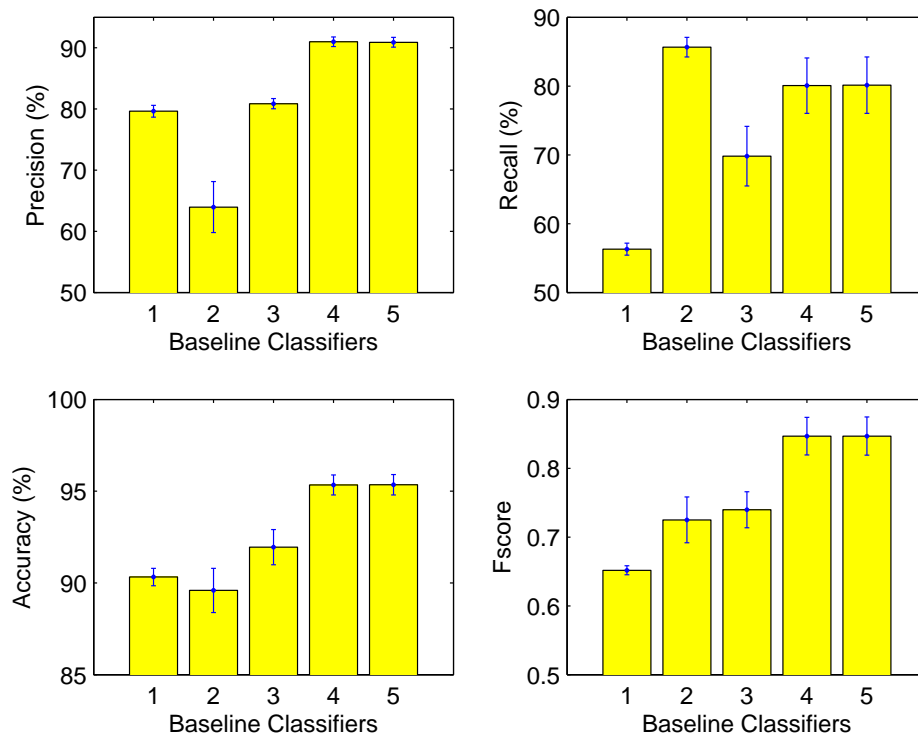 Precision (%)
90
80
70
60
50
1 2 3 4 5
Baseline Classifiers
Recall (%)
90
80
70
60
50
1 2 3 4 5
Baseline Classifiers
Accuracy (%)
100
95
90
85
1 2 3 4 5
Baseline Classifiers
Fscore
0.9
0.8
0.7
0.6
0.5
1 2 3 4 5
Baseline Classifiers